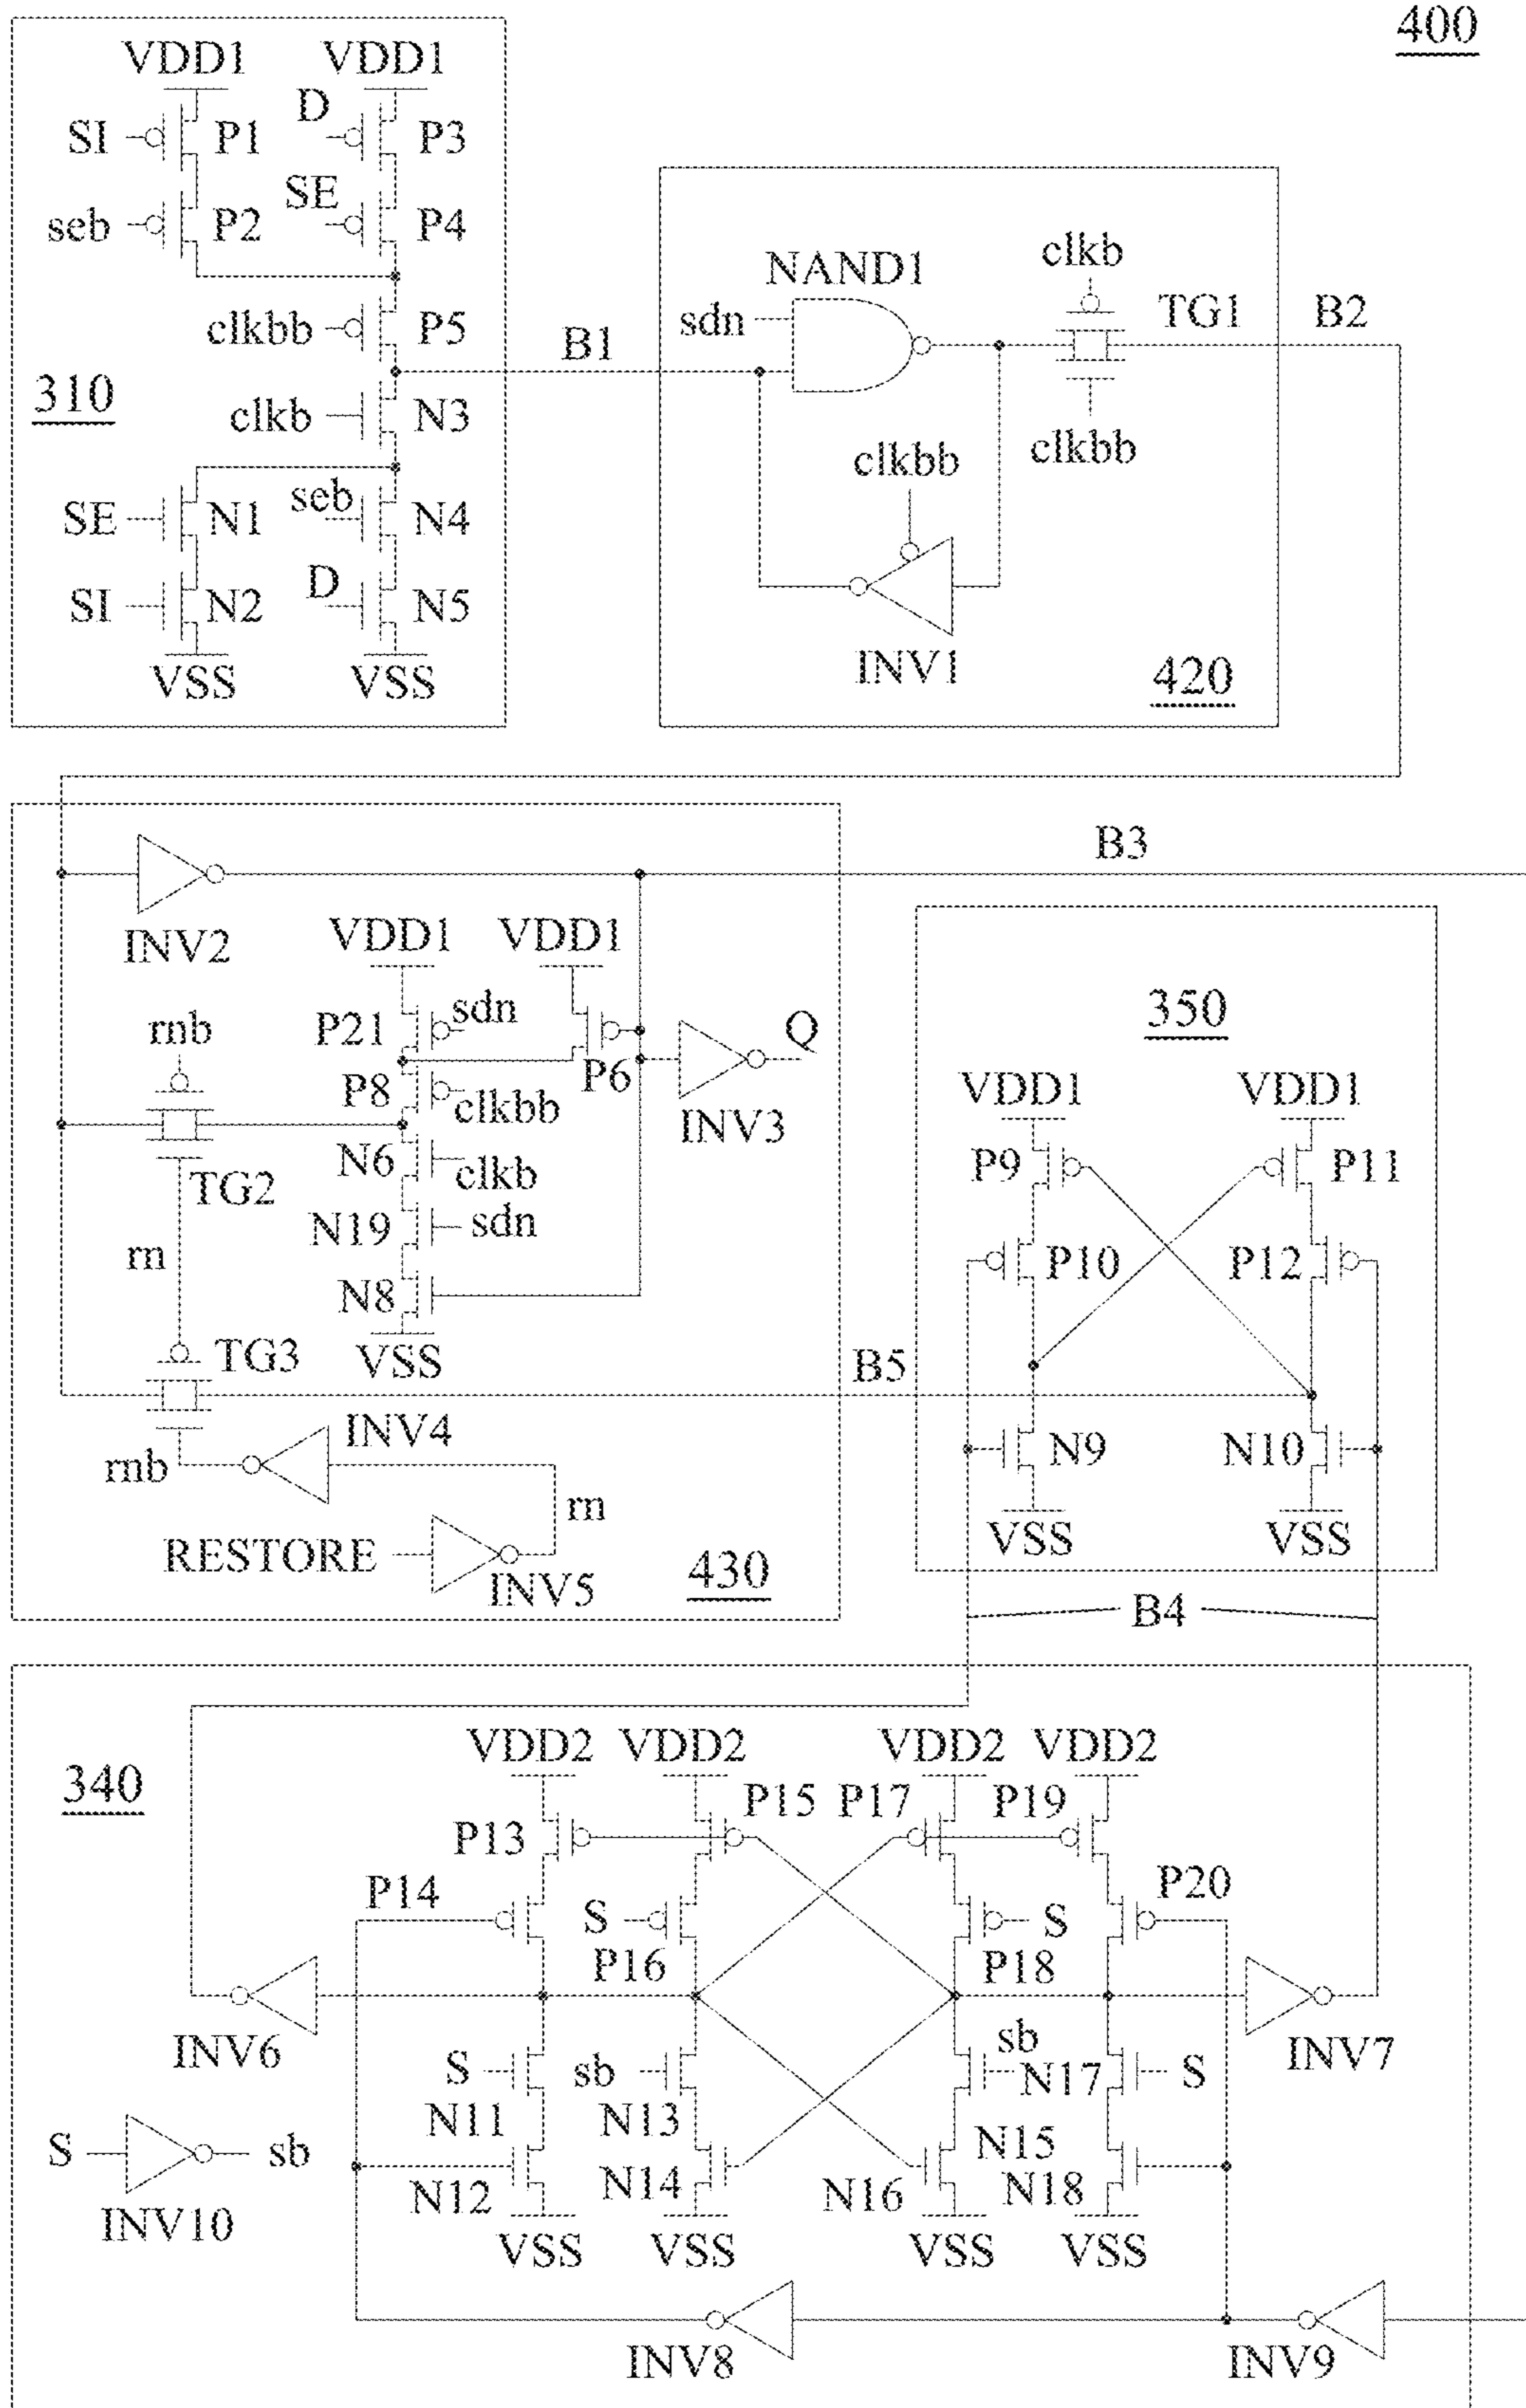 400
VDD1 VDD1
SI P1 D P3
seb P2 SE P4
clkbb P5
B1
310
clkb N3
SE N1 seb N4
SI N2 D N5
VSS VSS
NAND1
sdn
clkb
TG1
B2
clkbb
clkbb
INV1
420
B3
INV2
VDD1 VDD1
P21 sdn
rnb
P8 clkbb
P6
Q
INV3
TG2
N6 clkb
N19 sdn
rn
N8
VSS
TG3
B5
INV4
rnb
rn
RESTORE
INV5
430
350
VDD1 VDD1
P9 P11
P10 P12
N9 N10
VSS VSS
B4
340
VDD2 VDD2 VDD2 VDD2
P13 P15 P17 P19
P14 S P16 P18 S P20
INV6 INV7
S N11 sb N13 sb N17 S
N12 N14 N16 N15 N18
VSS VSS VSS VSS
S sb
INV10
INV8 INV9